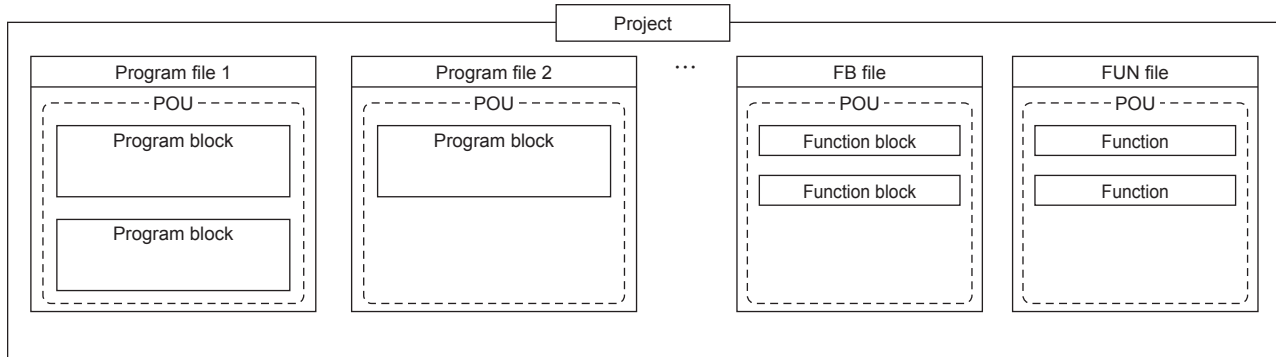 Project
Program file 1
Program file 2
...
FB file
FUN file
POU
POU
POU
POU
Program block
Program block
Function block
Function
Function block
Function
Program block